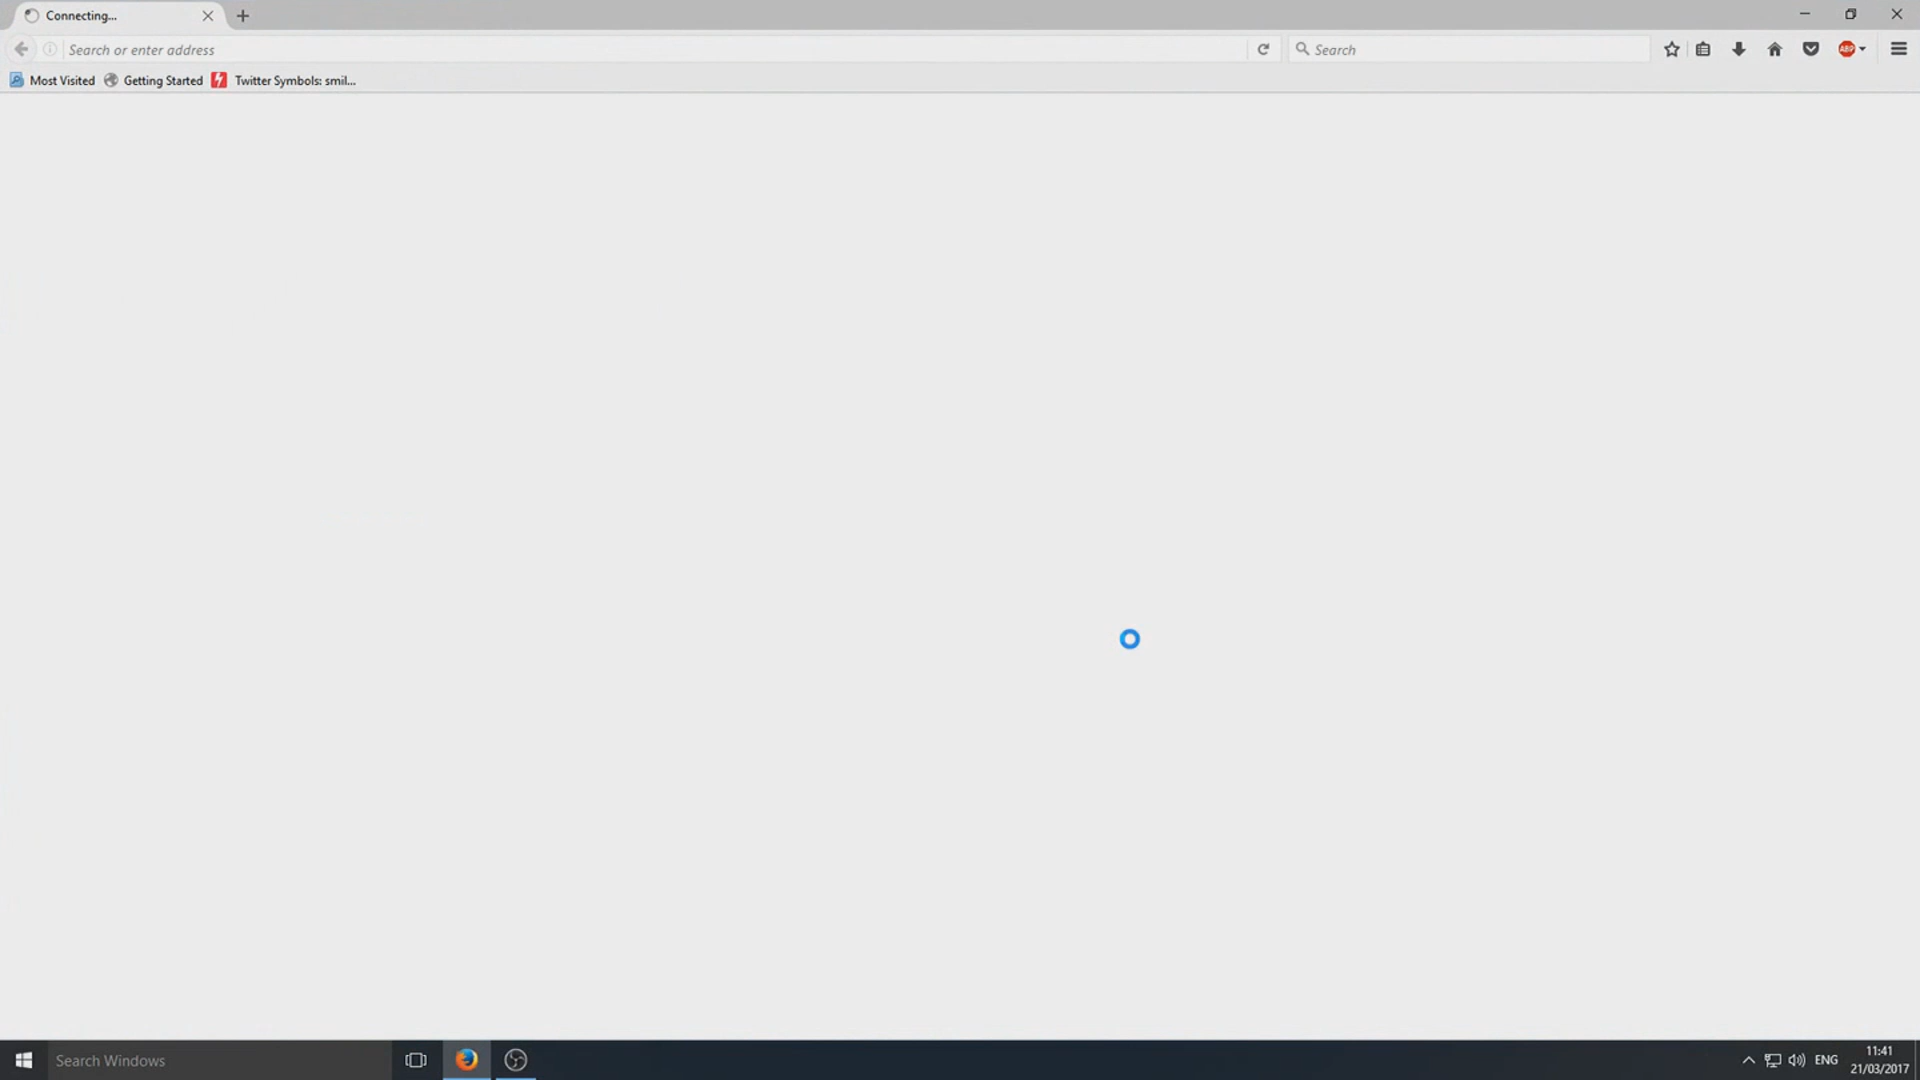 Connecting...
Search or enter address
Search
ABP
Most Visited Getting Started Twitter Symbols: smil...
Search Windows
ENG
11:41
21/03/2017